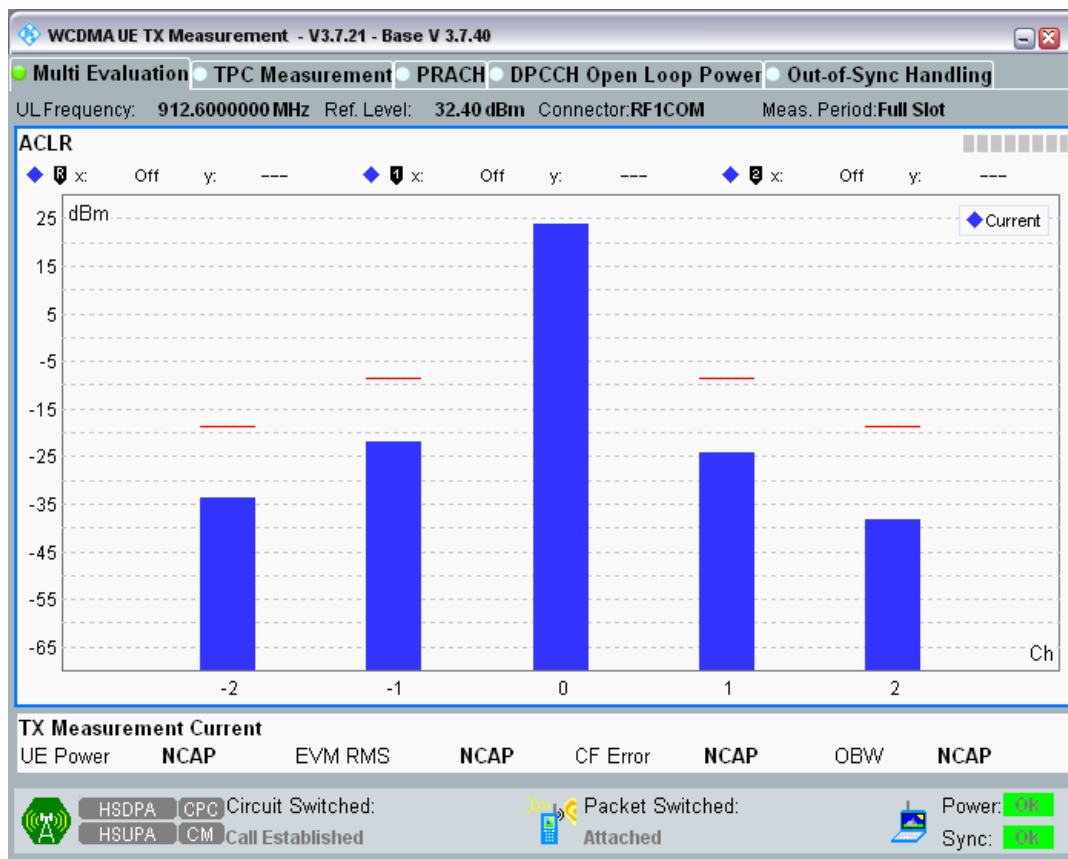 WCDMA UE TX Measurement - V3.7.21 - Base V 3.7.40
Multi Evaluation TPC Measurement PRACH DPCCH Open Loop Power Out-of-Sync Handling
UL Frequency: 912.6000000 MHz Ref. Level: 32.40 dBm Connector:RF1COM Meas. Period:Full Slot
ACLR
R x: Off y: --- 1 x: Off y: --- 2 x: Off y: ---
dBm
Current
25
15
5
-5
-15
-25
-35
-45
-55
-65
Ch
-2 -1 0 1 2
TX Measurement Current
UE Power NCAP EVM RMS NCAP CF Error NCAP OBW NCAP
HSDPA CPC Circuit Switched: Packet Switched: Power: Ok
HSUPA CM Call Established Attached Sync: Ok